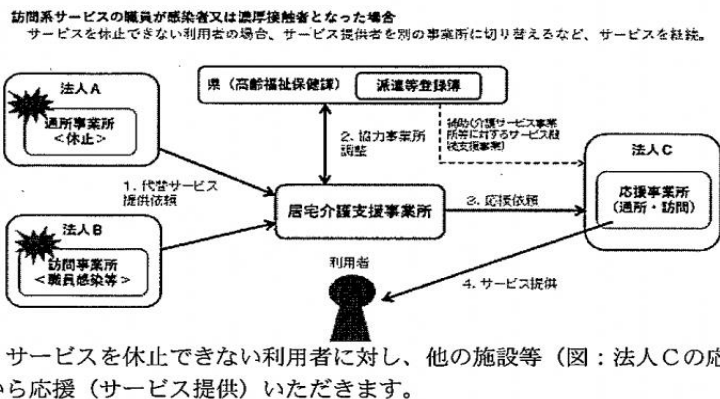 訪問系サービスの職員が感染者又は濃厚接触者となった場合
サービスを休止できない利用者の場合、サービス提供者を別の事業所に切り替えるなど、サービスを継続。
法人A
通所事業所
<休止>
県（高齢福祉保健課）
派遣等登録簿
2. 協力事業所
調整
補助(介護サービス事業
所等に対するサービス継
続支援事業)
法人C
応援事業所
(通所・訪問)
1. 代替サービス
提供依頼
居宅介護支援事業所
3. 応援依頼
法人B
訪問事業所
<職員感染等>
利用者
4. サービス提供
サービスを休止できない利用者に対し、他の施設等（図：法人Cの応
から応援（サービス提供）いただきます。